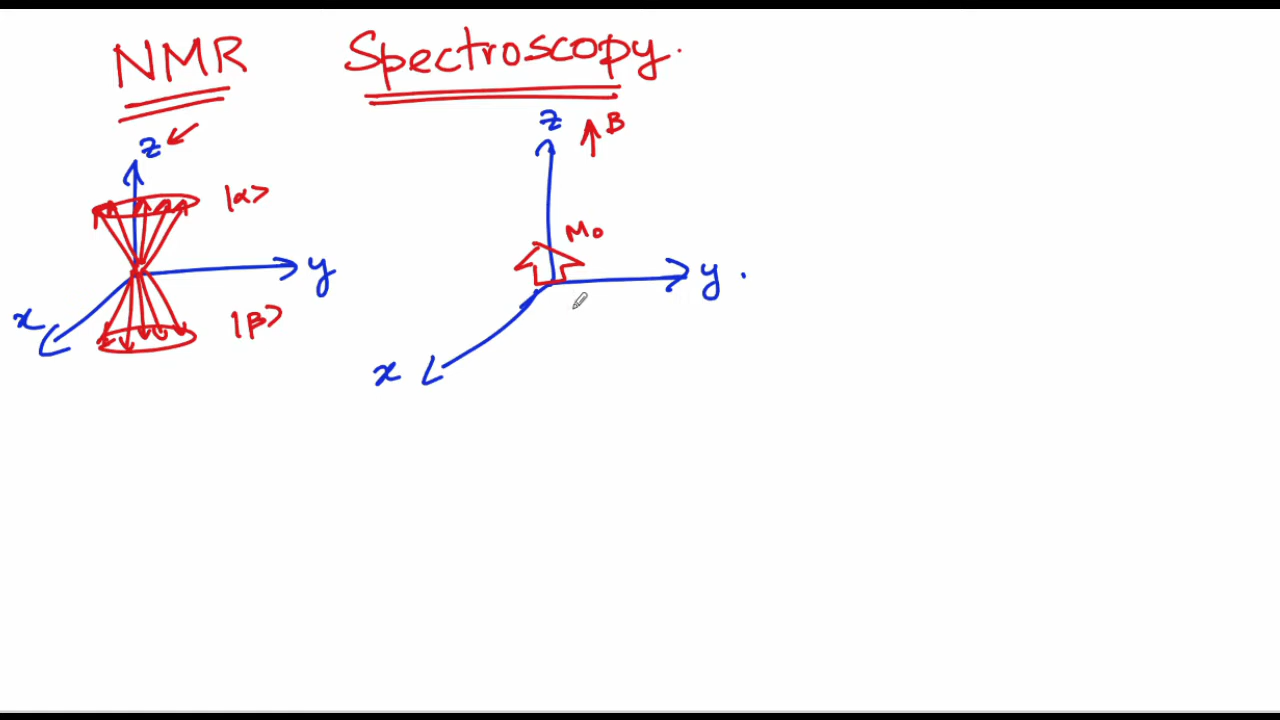 NMR Spectroscopy.
z
|α>
y
x
|β>
z
B
M₀
y.
x